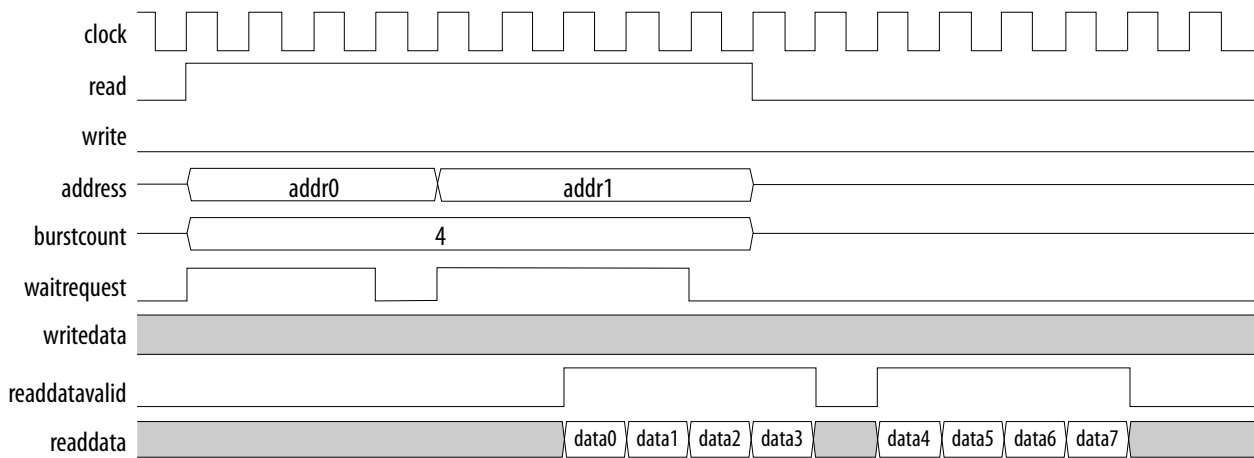 clock
read
write
address addr0 addr1
burstcount 4
waitrequest
writedata
readdatavalid
readdata data0 data1 data2 data3 data4 data5 data6 data7